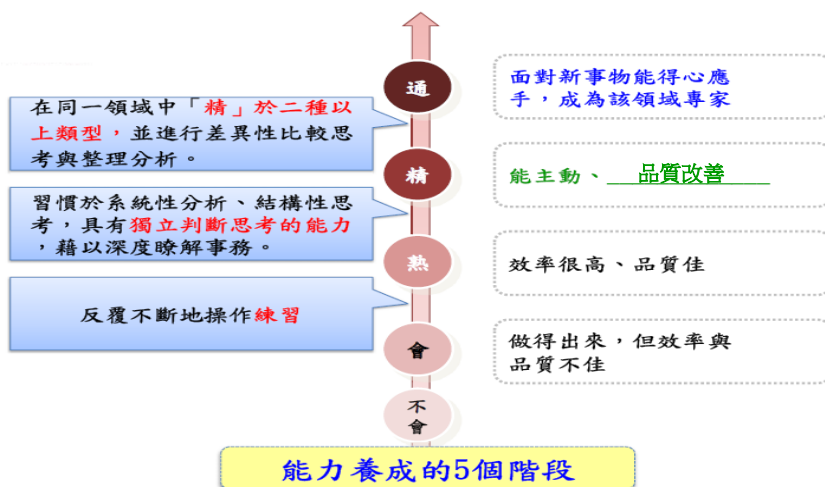 通
面對新事物能得心應
手，成為該領域專家
在同一領域中「精」於二種以
上類型，並進行差異性比較思
考與整理分析。
精
能主動、品質改善
習慣於系統性分析、結構性思
考，具有獨立判斷思考的能力
，藉以深度瞭解事務。
熟
效率很高、品質佳
反覆不斷地操作練習
會
做得出來，但效率與
品質不佳
不
會
能力養成的5個階段